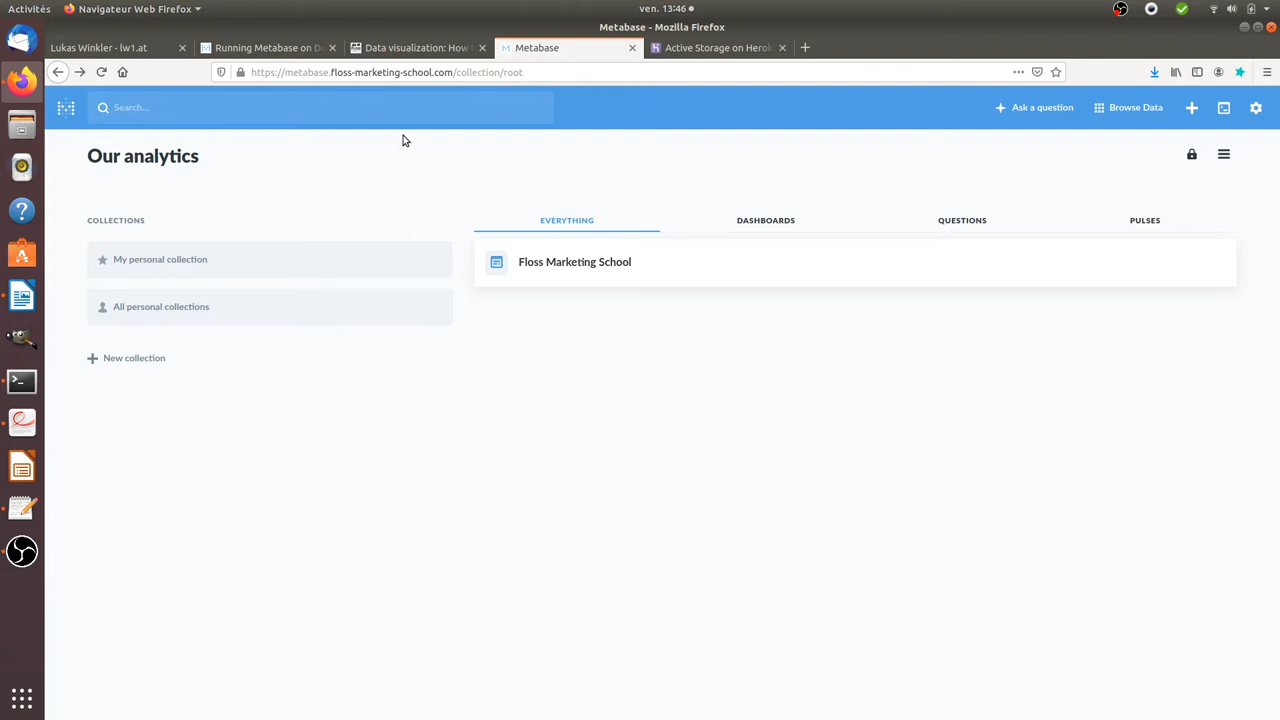 Activités
Navigateur Web Firefox
ven. 13:46
Metabase - Mozilla Firefox
Lukas Winkler - lw1.at
Running Metabase on D
Data visualization: How
Metabase
Active Storage on Herok
https://metabase.floss-marketing-school.com/collection/root
Search...
Ask a question
Browse Data
Our analytics
COLLECTIONS
EVERYTHING
DASHBOARDS
QUESTIONS
PULSES
My personal collection
Floss Marketing School
All personal collections
New collection